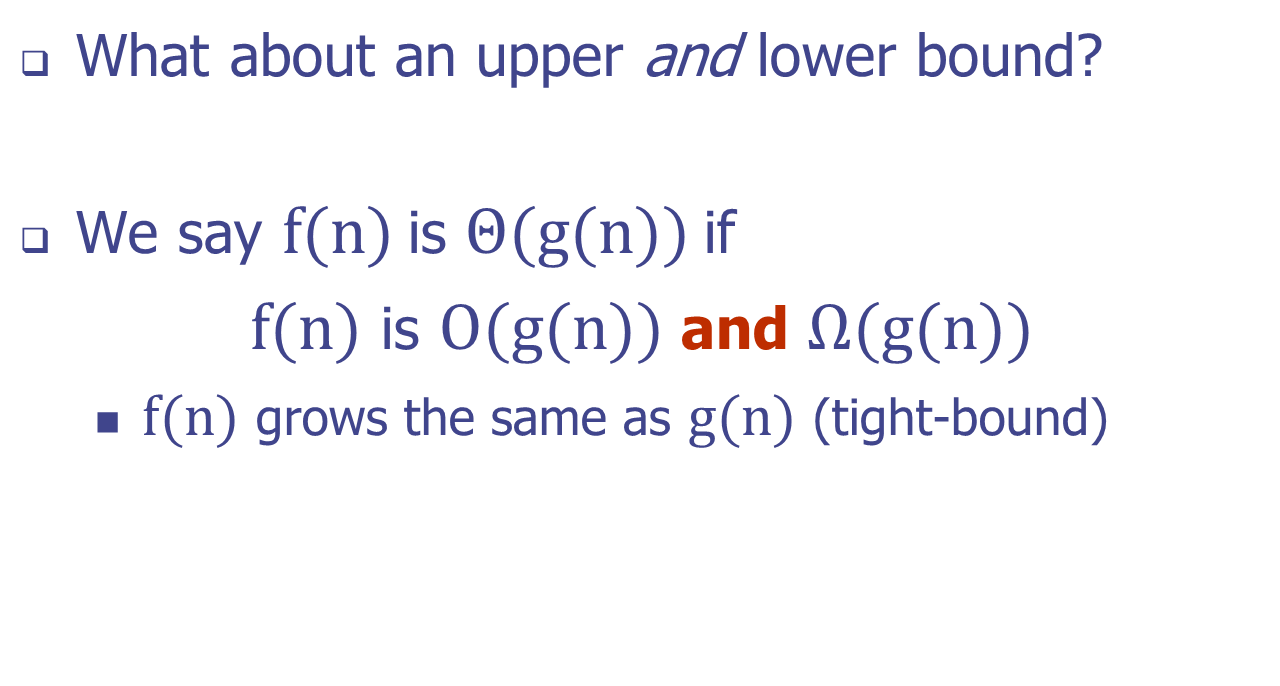 What about an upper and lower bound?
We say f(n) is Θ(g(n)) if
f(n) is O(g(n)) and Ω(g(n))
f(n) grows the same as g(n) (tight-bound)